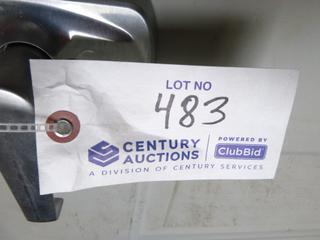 LOT NO
483
CENTURY AUCTIONS
POWERED BY
ClubBid
A DIVISION OF CENTURY SERVICES